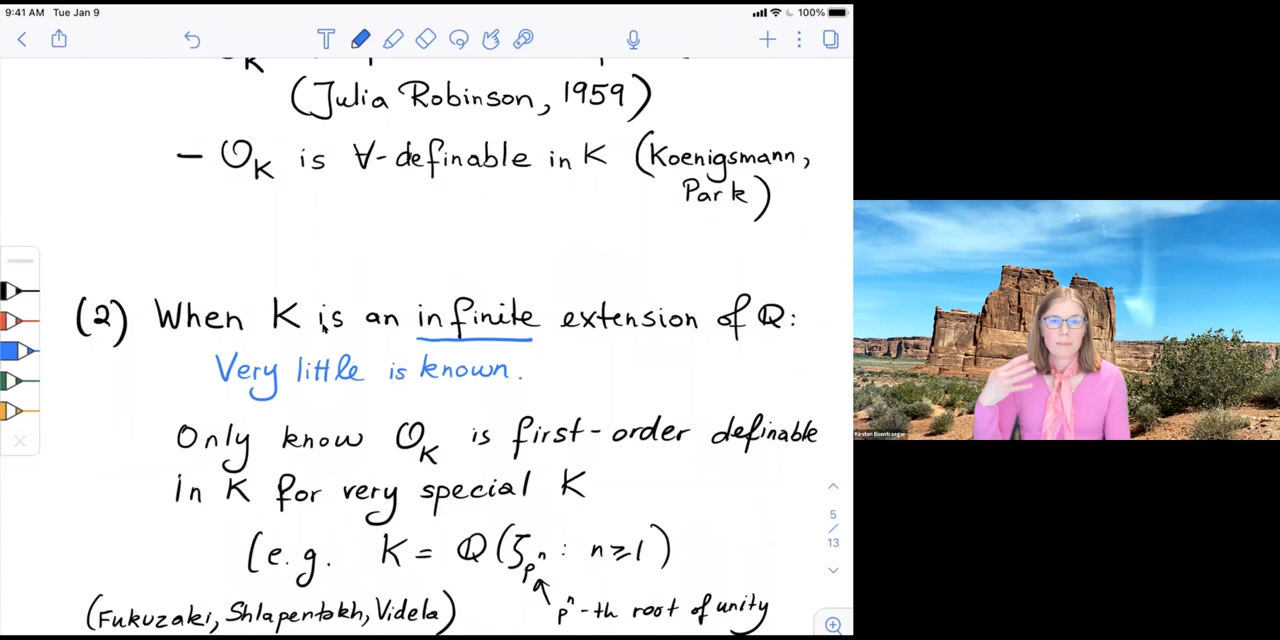 9:41 AM Tue Jan 9
100%
K
(Julia Robinson, 1959)
– O_K is ∀-definable in K (Koenigsmann,
Park)
(2) When K is an infinite extension of ℚ:
Very little is known.
Only know O_K is first-order definable
in K for very special K
(e.g. K = ℚ(ζ_{p^n} : n ≥ 1)
p^n-th root of unity
(Fukuzaki, Shlapentokh, Videla)
5
/
13
Kirsten Eisentraeger